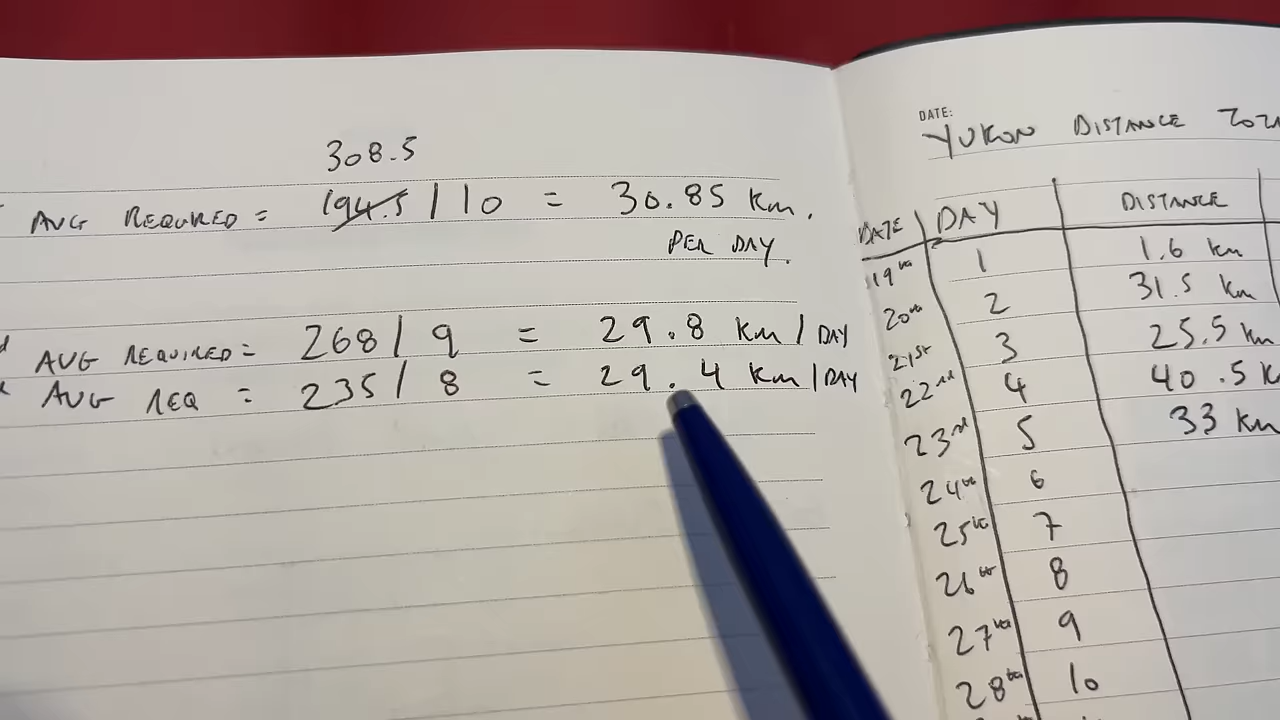 308.5
AVG REQUIRED = 194.5 / 10 = 30.85 Km.
PER DAY.
AVG REQUIRED = 268 / 9 = 29.8 Km / DAY
AVG REQ = 235 / 8 = 29.4 Km / DAY
DATE:
YUKON DISTANCE
DATE DAY DISTANCE
19th 1 1.6 Km
20th 2 31.5 Km
21st 3 25.5 Km
22nd 4 40.5 K
23rd 5 33 Km
24th 6
25th 7
26th 8
27th 9
28th 10